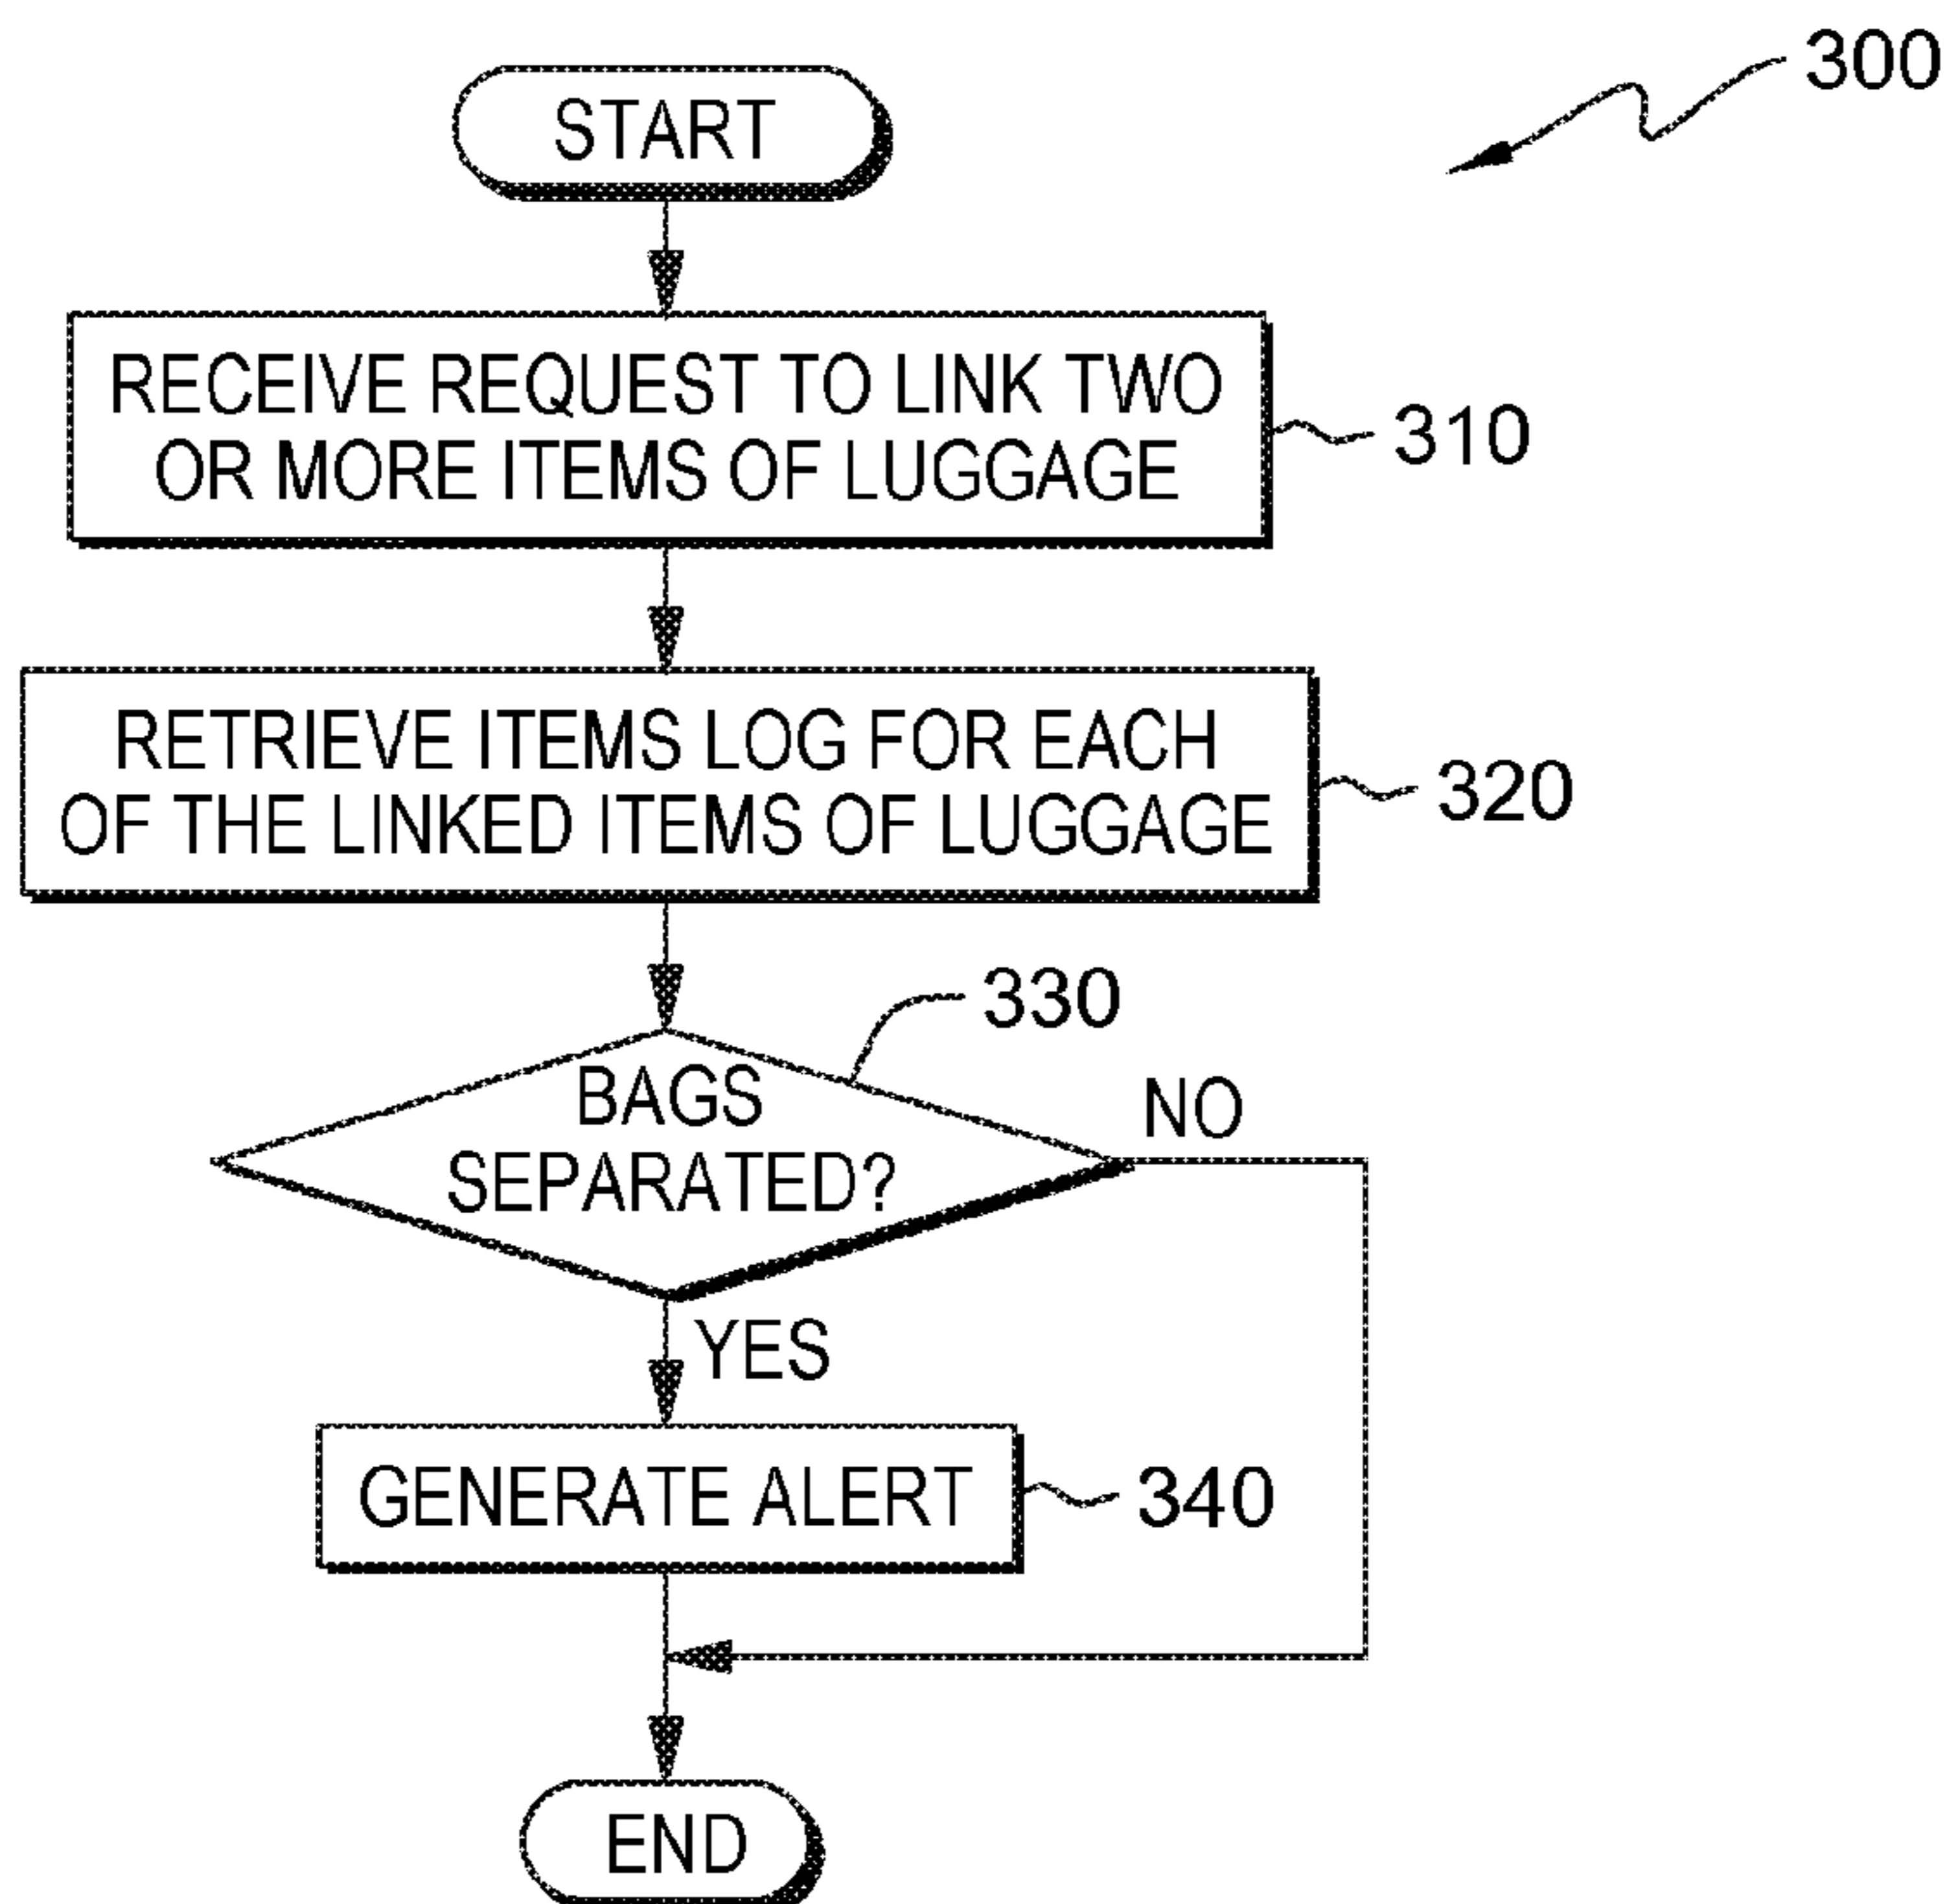 300
START
RECEIVE REQUEST TO LINK TWO
OR MORE ITEMS OF LUGGAGE
310
RETRIEVE ITEMS LOG FOR EACH
OF THE LINKED ITEMS OF LUGGAGE
320
330
BAGS
SEPARATED?
NO
YES
GENERATE ALERT
340
END